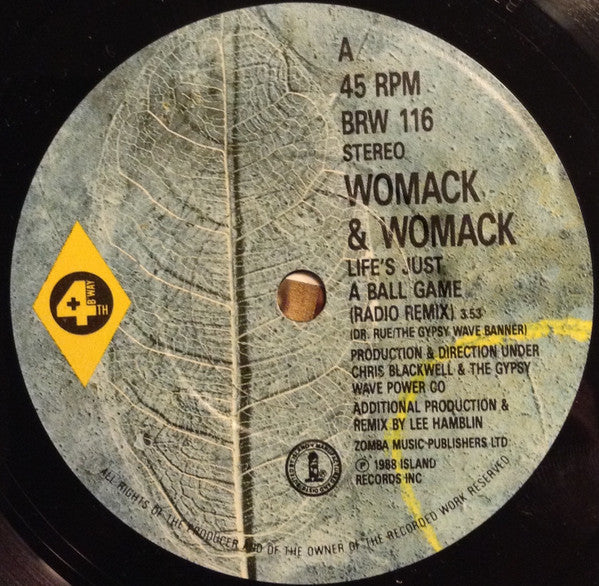 A
45 RPM
BRW 116
STEREO
WOMACK
& WOMACK
LIFE'S JUST
A BALL GAME
(RADIO REMIX) 3.53
(DR. RUE/THE GYPSY WAVE BANNER)
PRODUCTION & DIRECTION UNDER
CHRIS BLACKWELL & THE GYPSY
WAVE POWER CO
ADDITIONAL PRODUCTION &
REMIX BY LEE HAMBLIN
ZOMBA MUSIC PUBLISHERS LTD
℗ 1988 ISLAND
RECORDS INC
4+
B'WAY
TH
ALL RIGHTS OF THE PRODUCER AND OF THE OWNER OF THE RECORDED WORK RESERVED